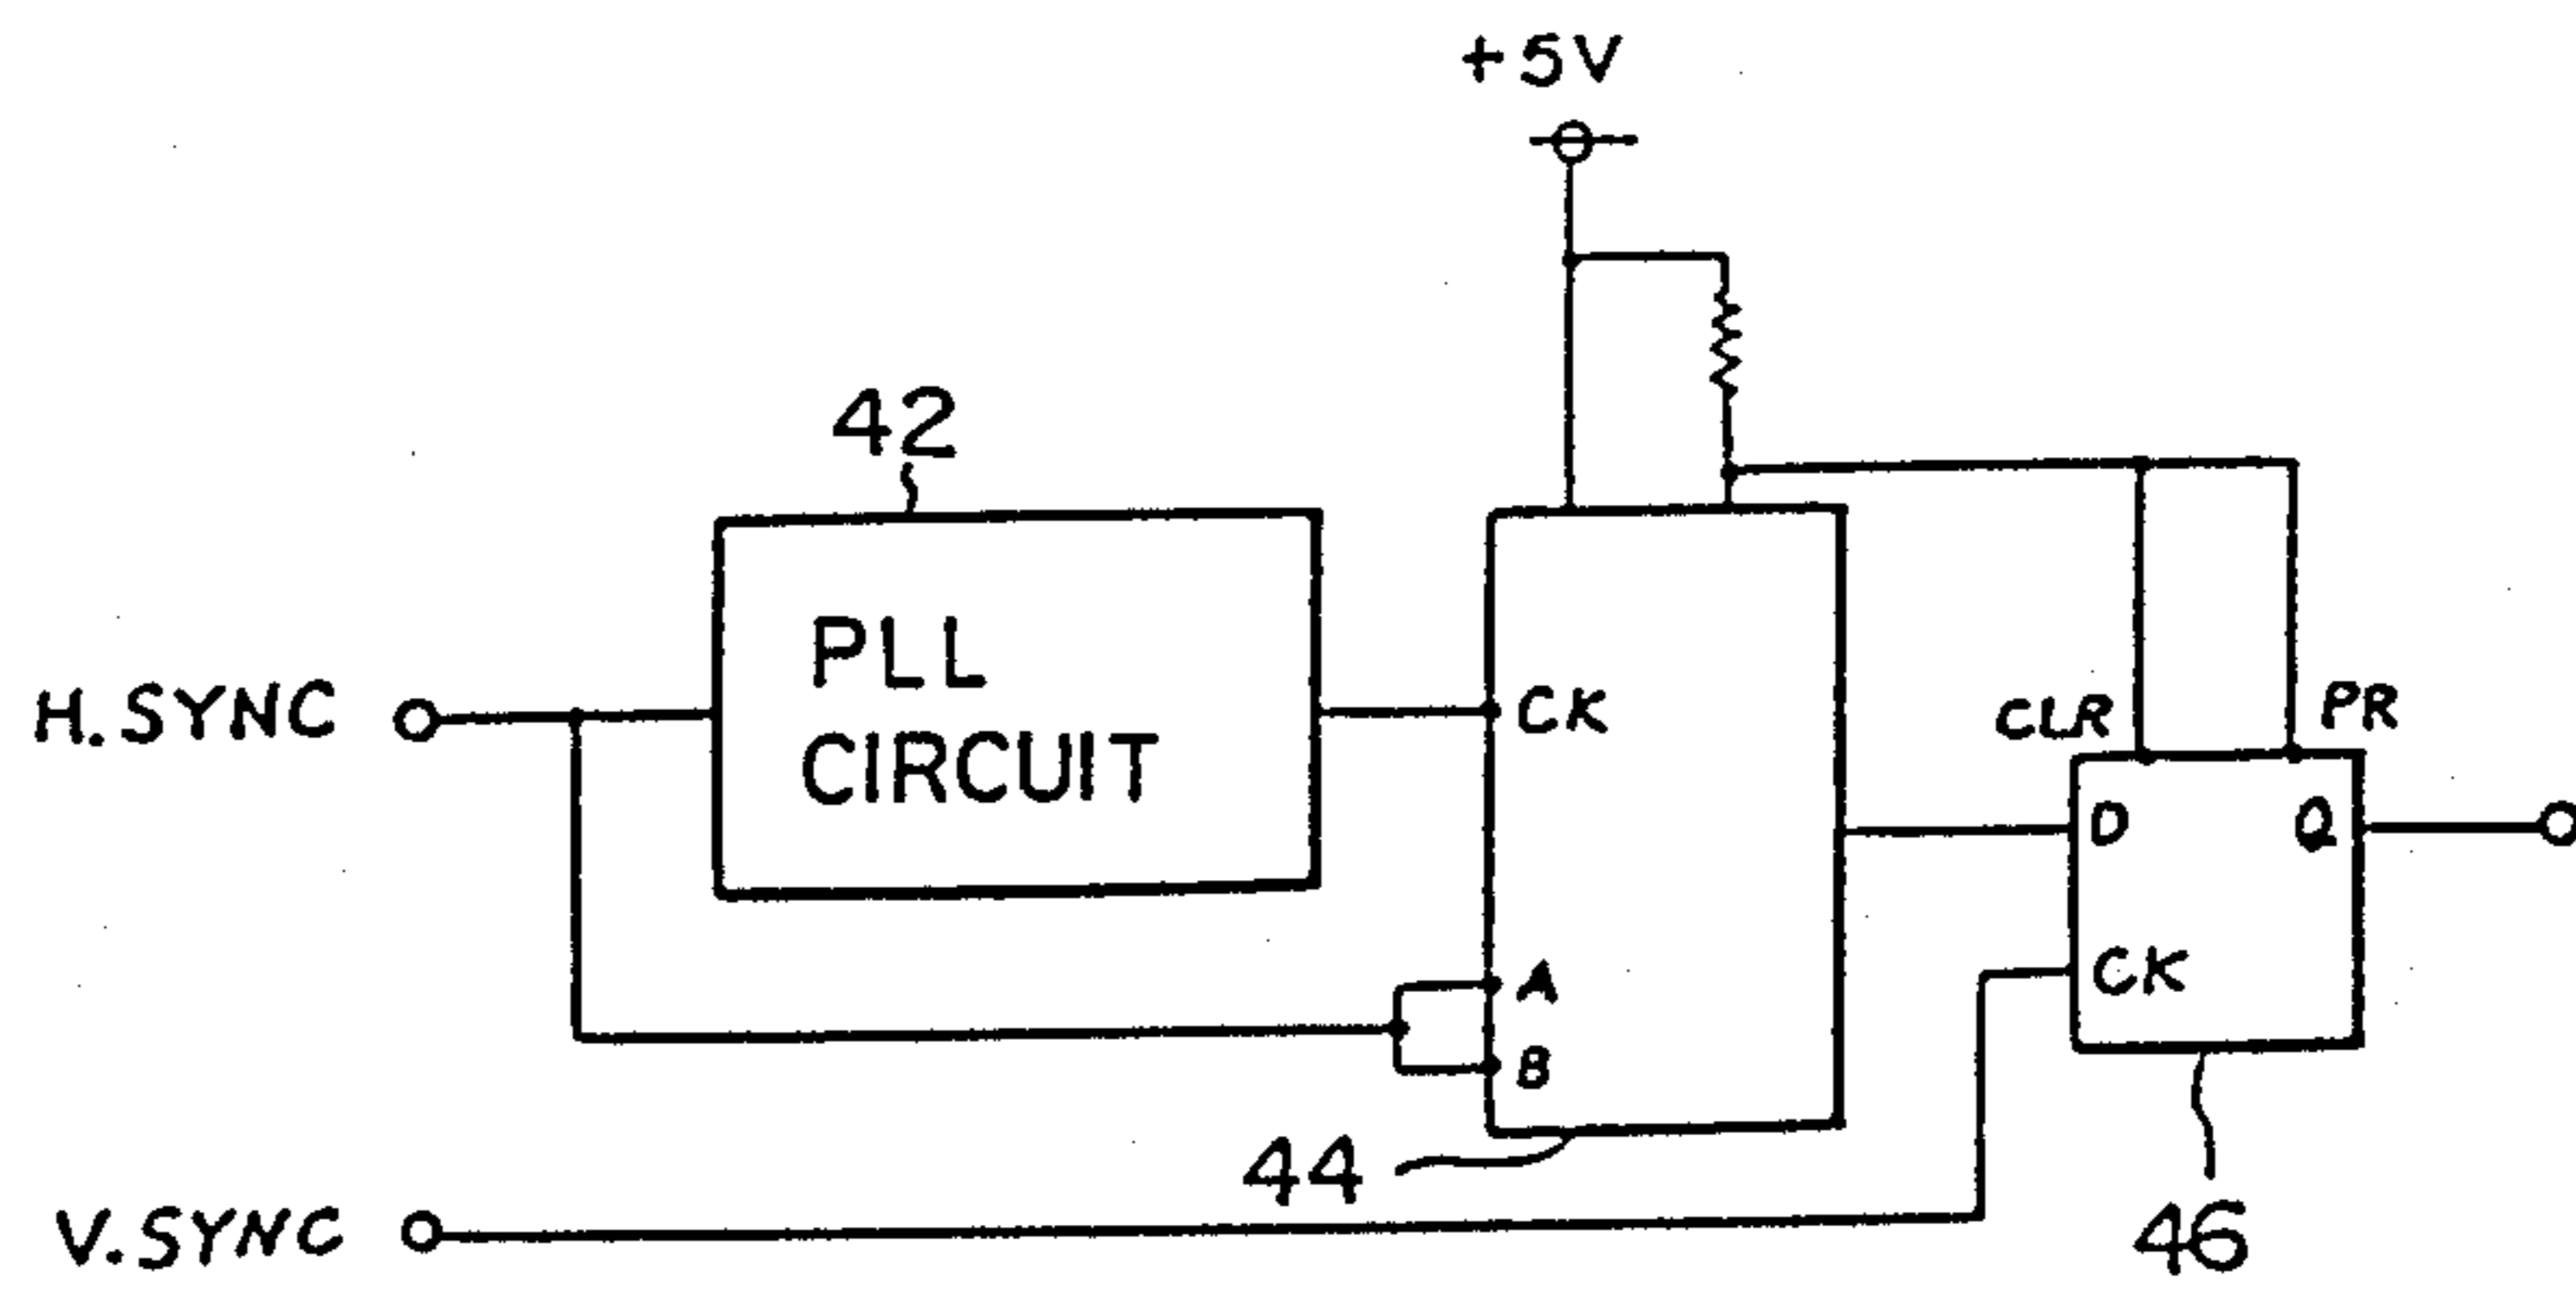 +5V
42
PLL
CIRCUIT
H.SYNC
CK
CLR
PR
D
Q
CK
A
B
44
V.SYNC
46